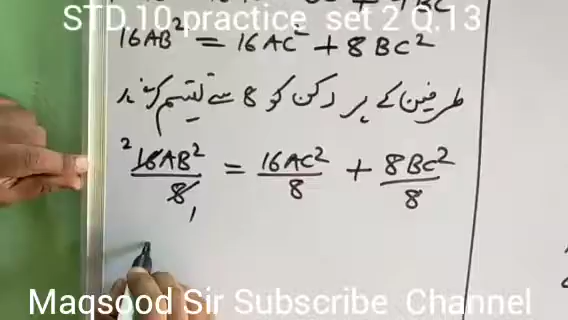 STD.10 practice set 2 Q.13
16AB² = 16AC² + 8BC²
طرفین کے ہر رکن کو 8 سے تقسیم کرنے پر
²16AB²/8₁ = 16AC²/8 + 8BC²/8
Maqsood Sir Subscribe Channel